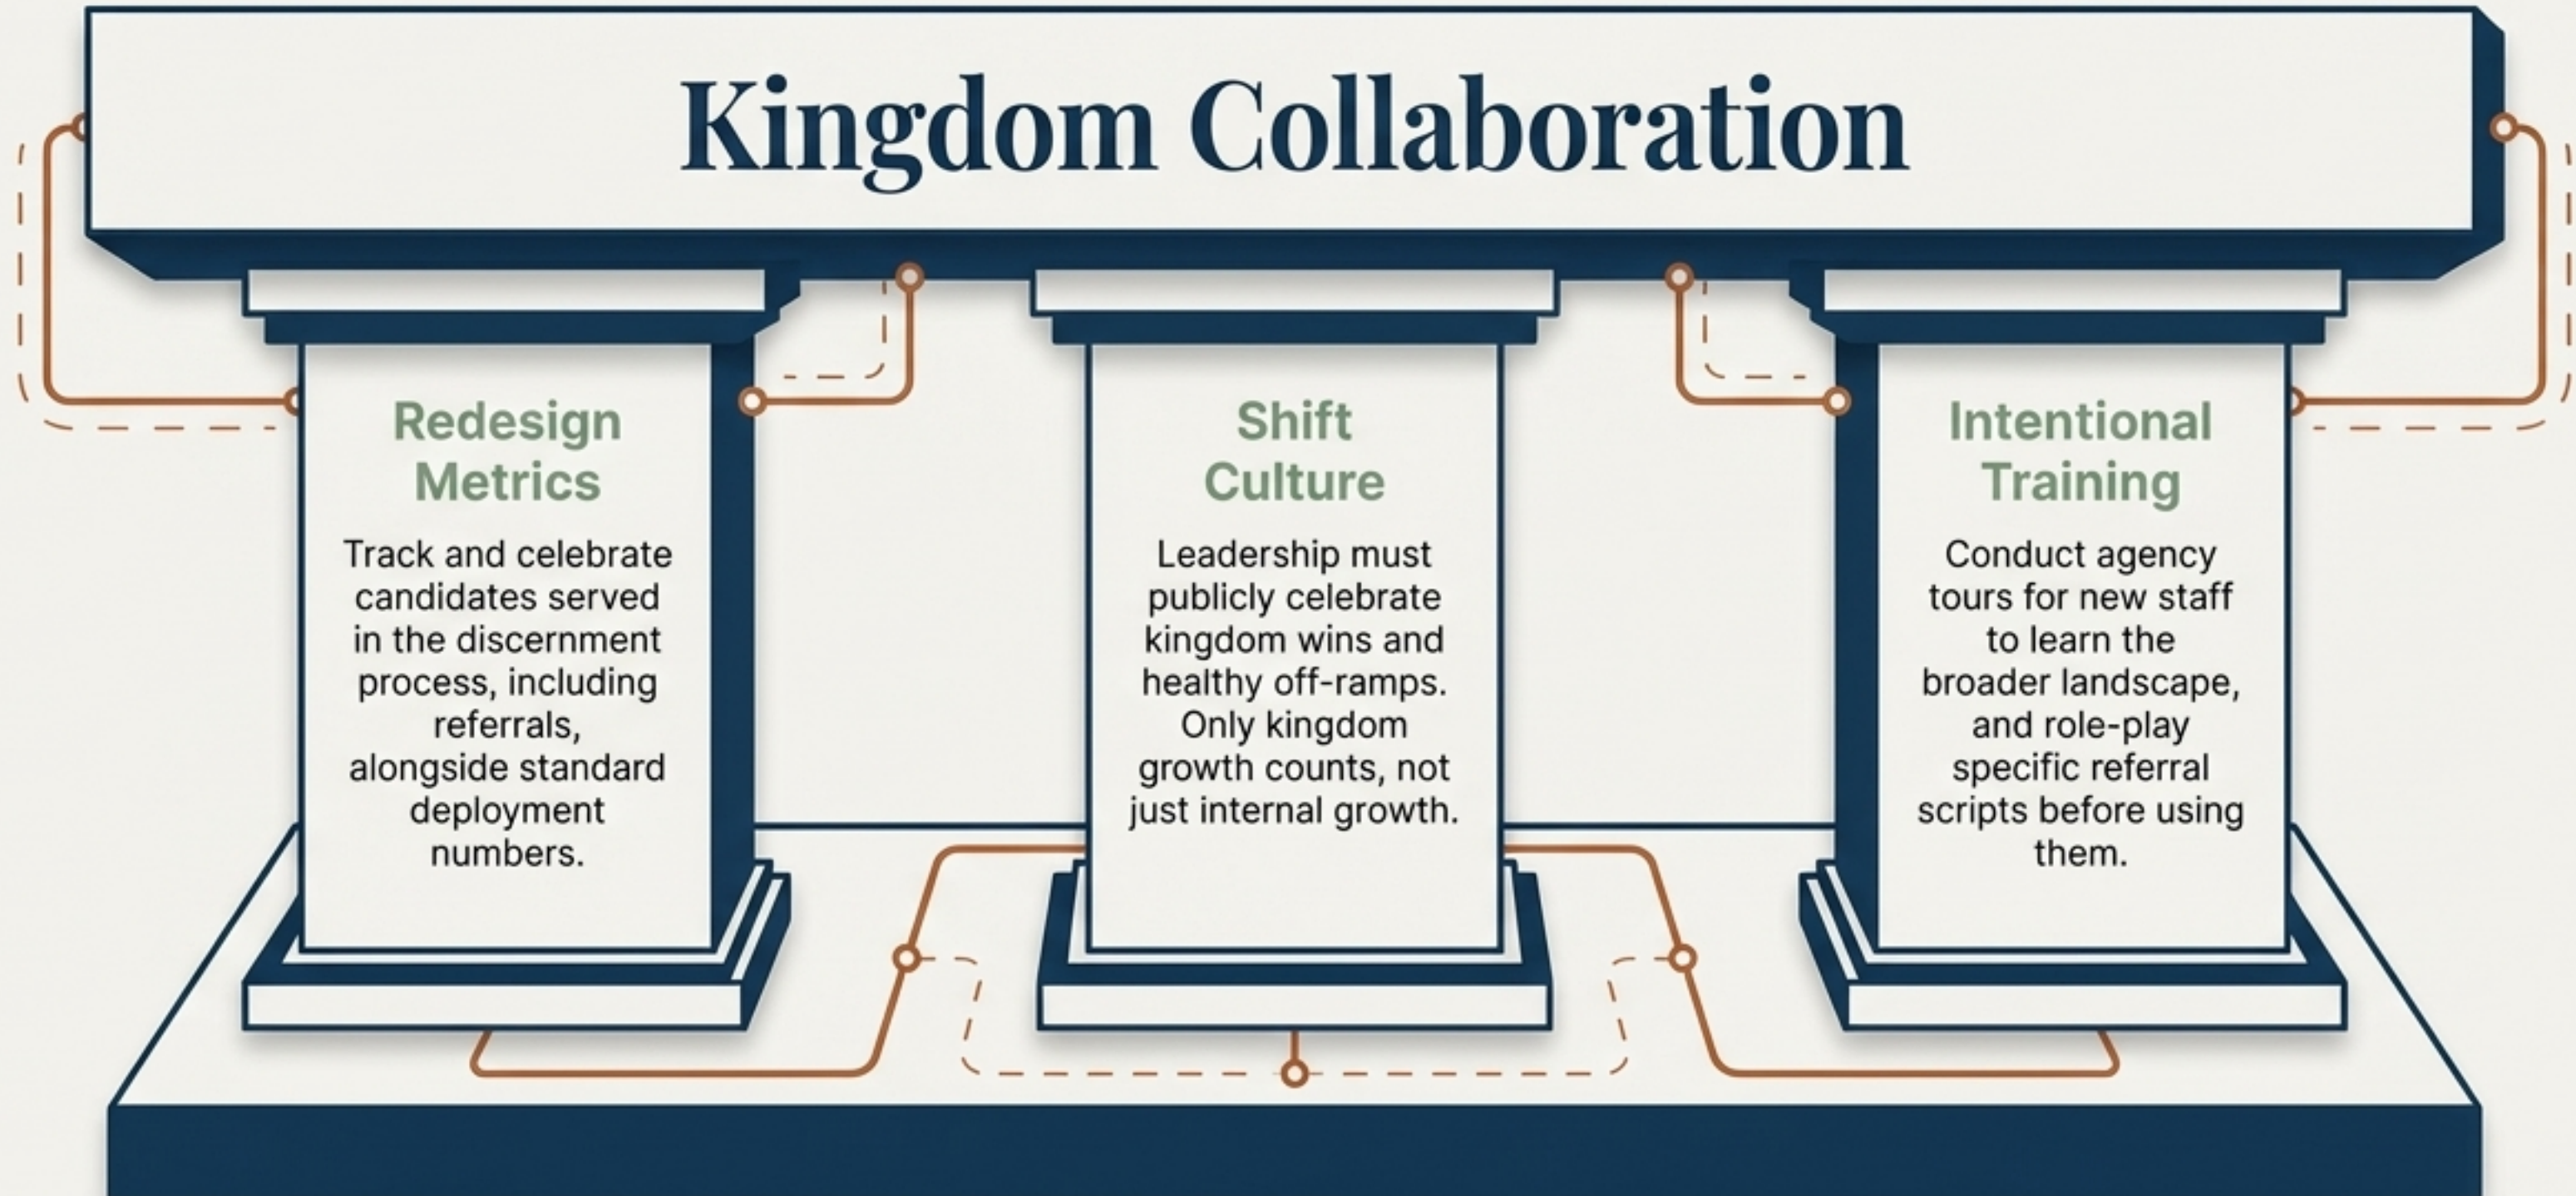 Kingdom Collaboration
Redesign
Metrics
Track and celebrate
candidates served
in the discernment
process, including
referrals,
alongside standard
deployment
numbers.
Shift
Culture
Leadership must
publicly celebrate
kingdom wins and
healthy off-ramps.
Only kingdom
growth counts, not
just internal growth.
Intentional
Training
Conduct agency
tours for new staff
to learn the
broader landscape,
and role-play
specific referral
scripts before using
them.